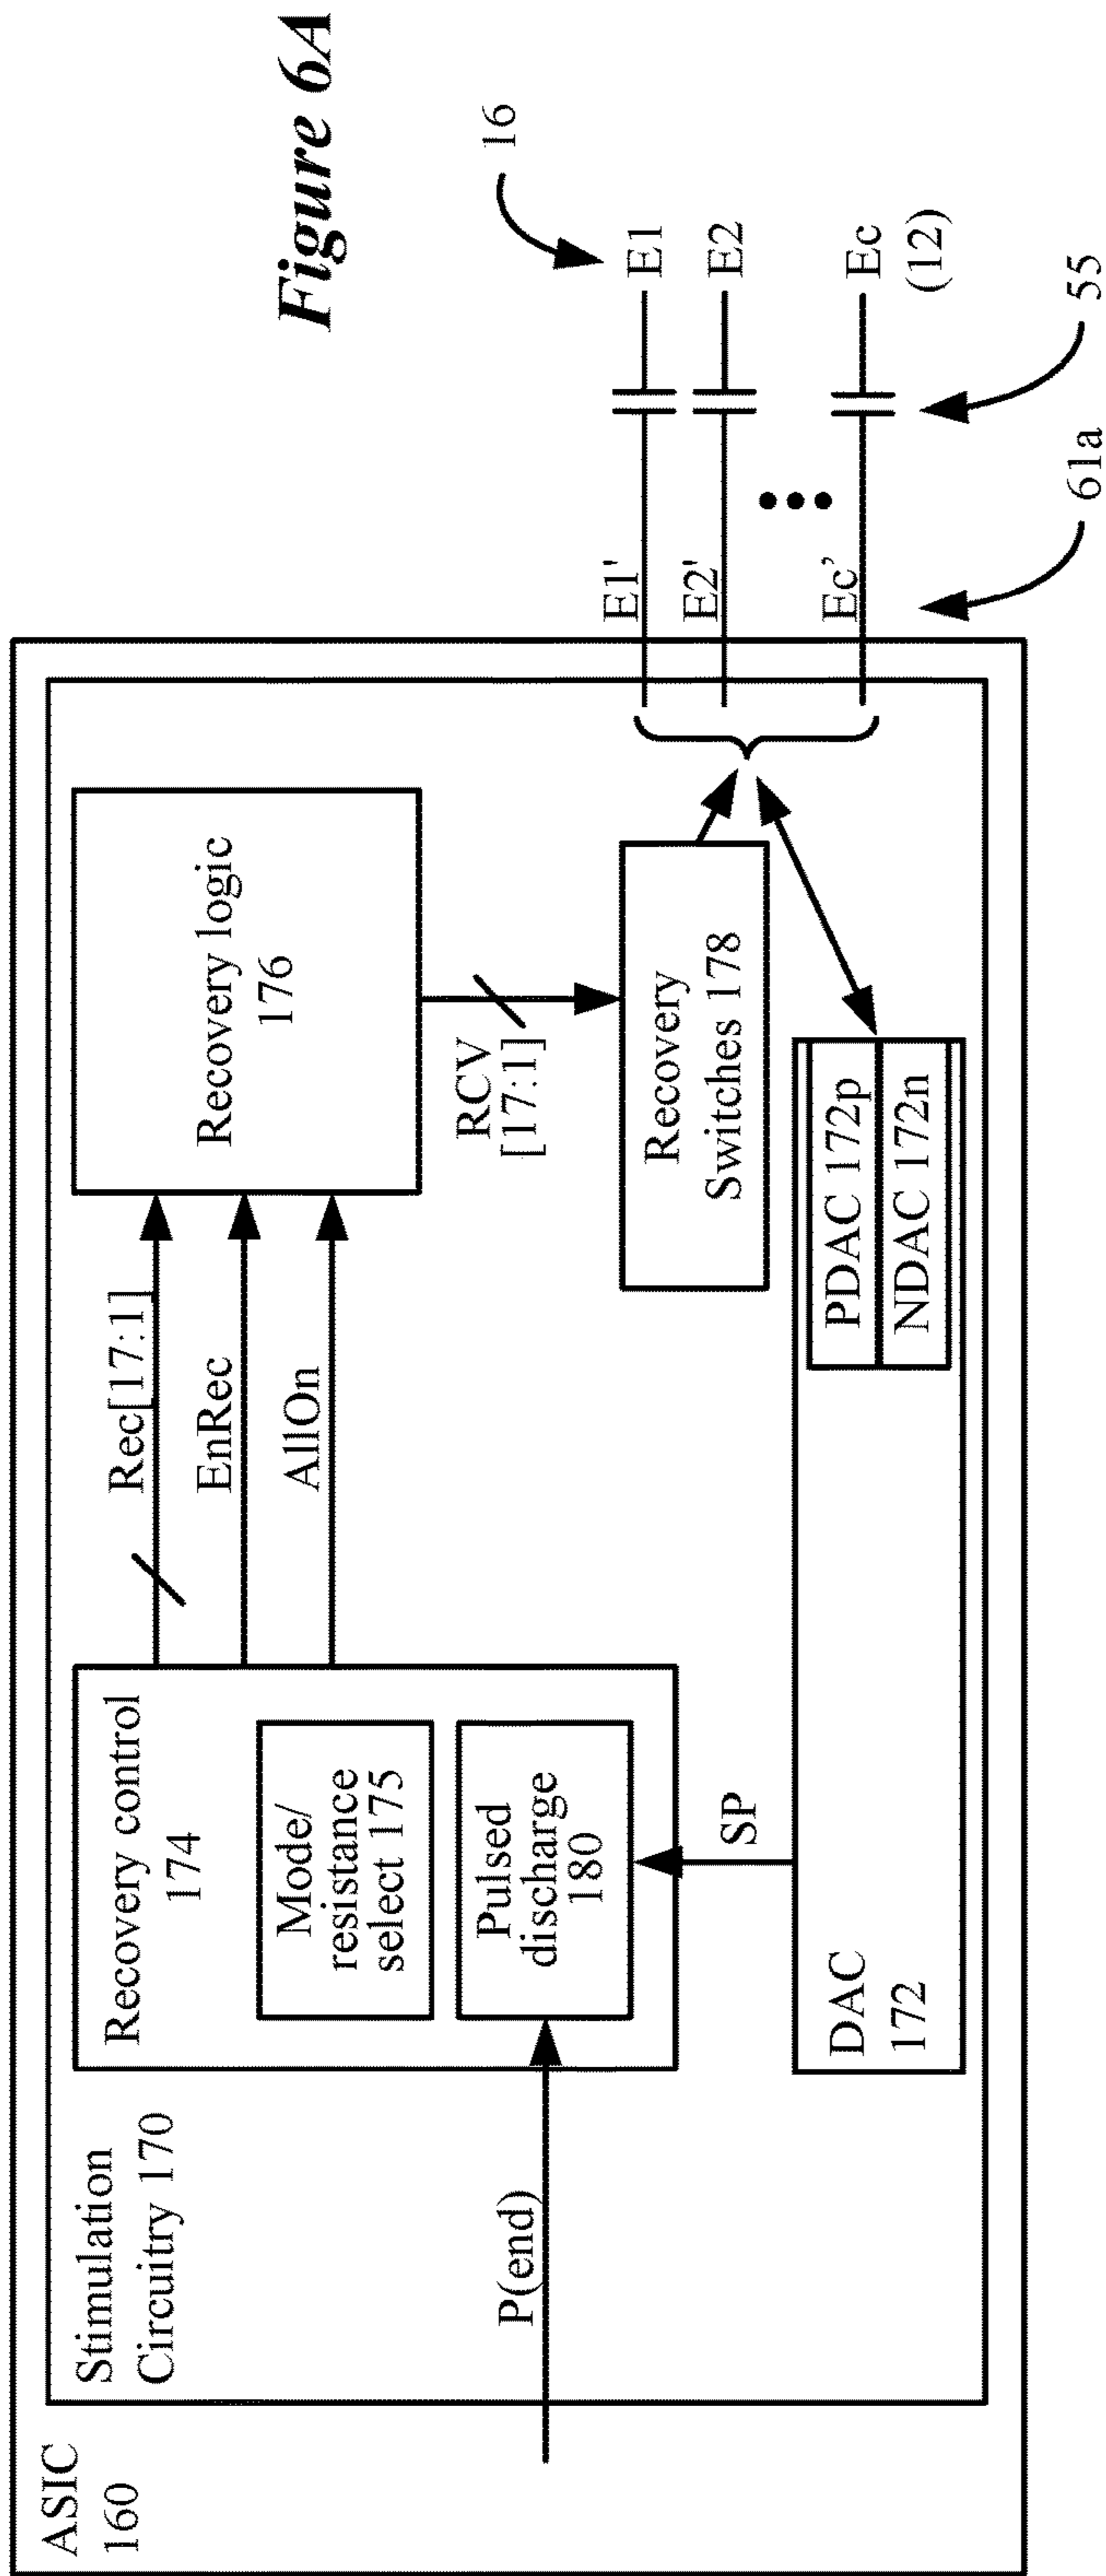 Figure 6A
ASIC
160
Stimulation
Circuitry 170
Recovery control
174
Mode/
resistance
select 175
Pulsed
discharge
180
P(end)
SP
Rec[17:1]
EnRec
AllOn
Recovery logic
176
RCV
[17:1]
Recovery
Switches 178
DAC
172
PDAC 172p
NDAC 172n
E1'
E2'
Ec’
E1
E2
Ec
(12)
16
55
61a